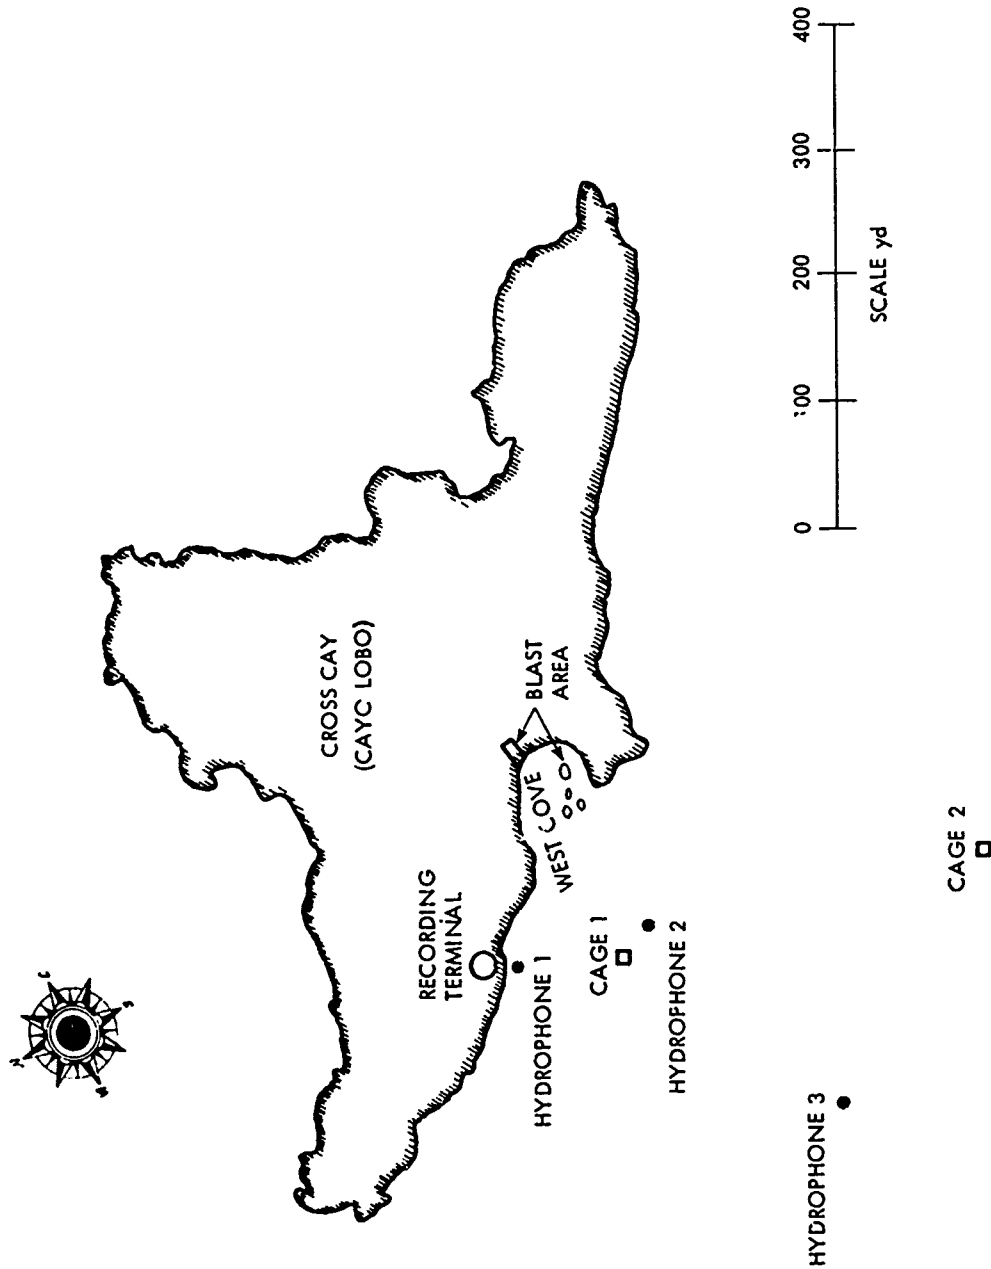 CROSS CAY
(CAYC LOBO)
BLAST
AREA
WEST COVE
RECORDING
TERMINAL
HYDROPHONE 1
CAGE 1
HYDROPHONE 2
HYDROPHONE 3
CAGE 2
0
100
200
300
400
SCALE yd
N
S